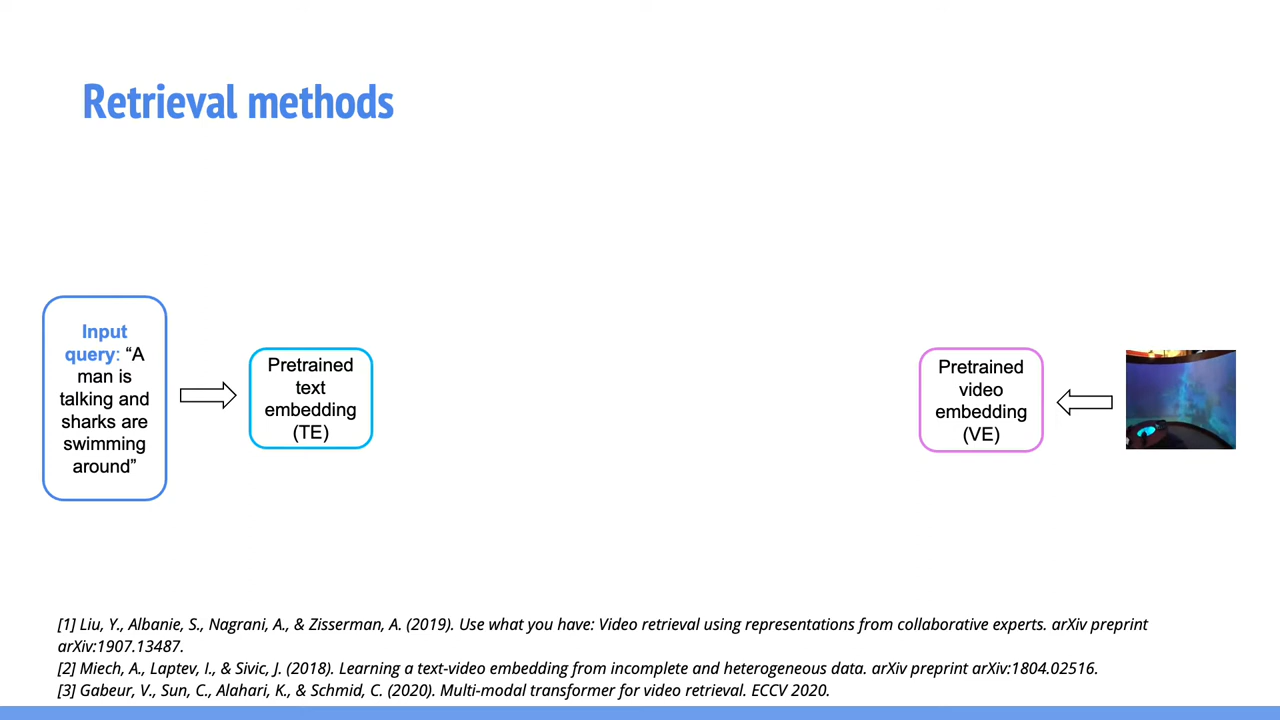 Retrieval methods
Input
query: “A
man is
talking and
sharks are
swimming
around”
Pretrained
text
embedding
(TE)
Pretrained
video
embedding
(VE)
[1] Liu, Y., Albanie, S., Nagrani, A., & Zisserman, A. (2019). Use what you have: Video retrieval using representations from collaborative experts. arXiv preprint
arXiv:1907.13487.
[2] Miech, A., Laptev, I., & Sivic, J. (2018). Learning a text-video embedding from incomplete and heterogeneous data. arXiv preprint arXiv:1804.02516.
[3] Gabeur, V., Sun, C., Alahari, K., & Schmid, C. (2020). Multi-modal transformer for video retrieval. ECCV 2020.